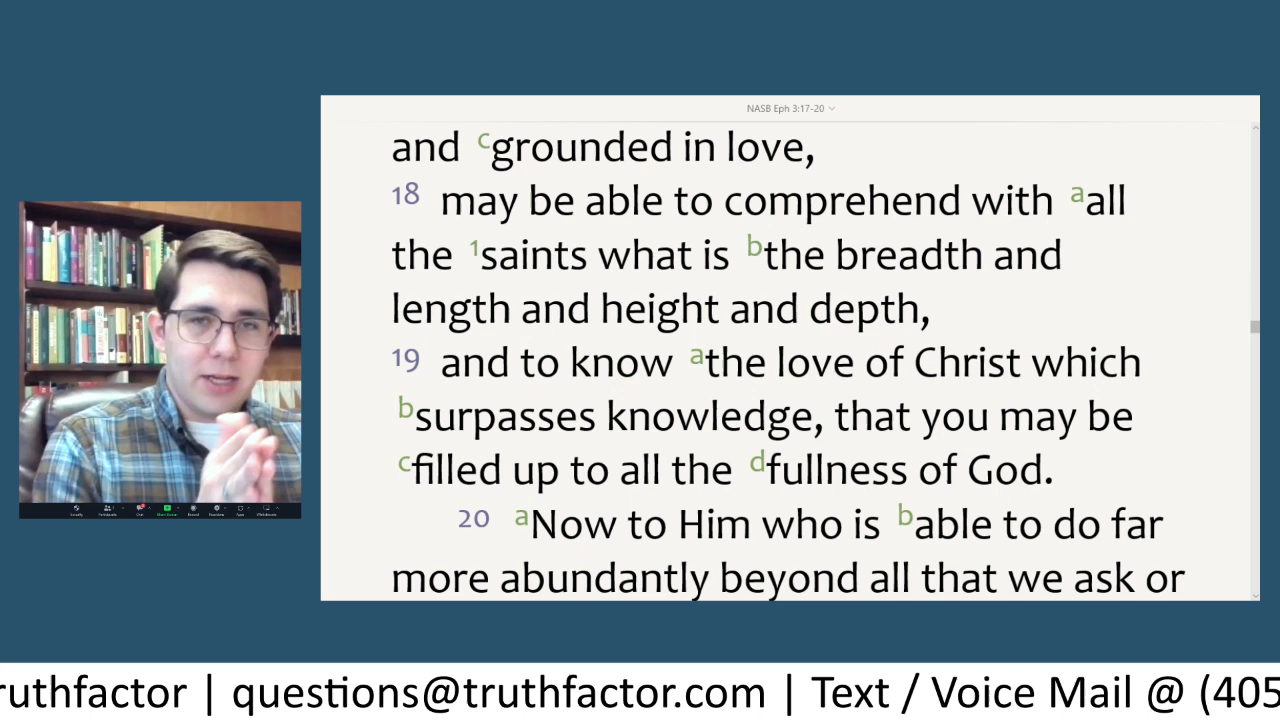 NASB Eph 3:17-20
and cgrounded in love,
18 may be able to comprehend with aall
the 1saints what is bthe breadth and
length and height and depth,
19 and to know athe love of Christ which
bsurpasses knowledge, that you may be
cfilled up to all the dfullness of God.
20 aNow to Him who is bable to do far
more abundantly beyond all that we ask or
ruthfactor | questions@truthfactor.com | Text / Voice Mail @ (405